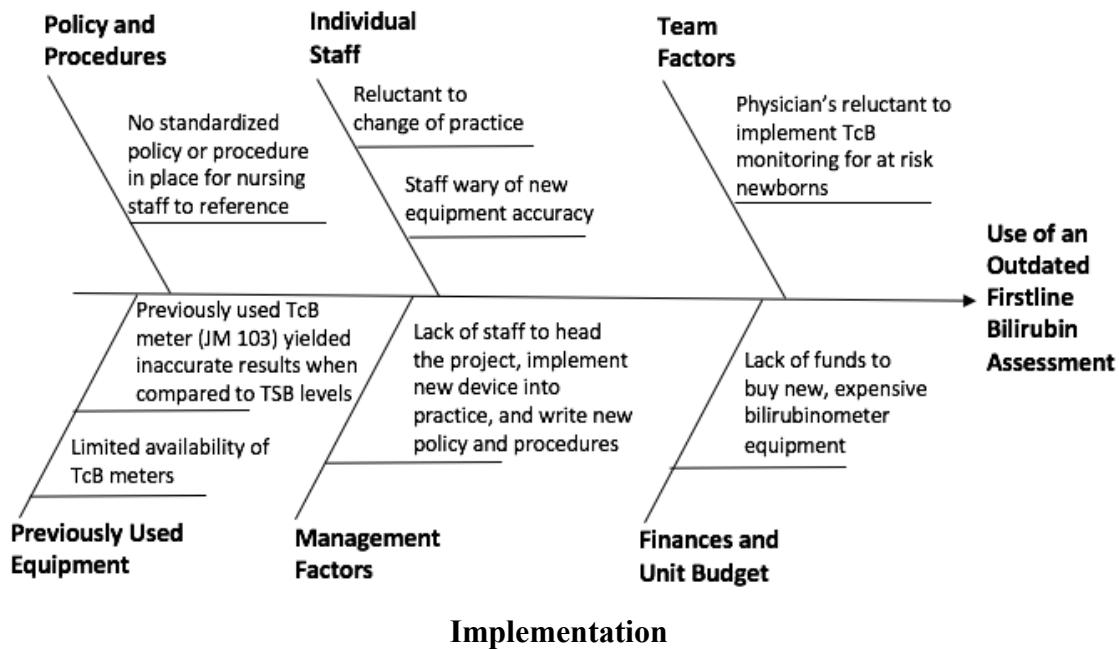 Policy and
Procedures
No standardized
policy or procedure
in place for nursing
staff to reference
Individual
Staff
Reluctant to
change of practice
Staff wary of new
equipment accuracy
Team
Factors
Physician's reluctant to
implement TcB
monitoring for at risk
newborns
Use of an
Outdated
Firstline
Bilirubin
Assessment
Previously used TcB
meter (JM 103) yielded
inaccurate results when
compared to TSB levels
Limited availability of
TcB meters
Previously Used
Equipment
Lack of staff to head
the project, implement
new device into
practice, and write new
policy and procedures
Management
Factors
Lack of funds to
buy new, expensive
bilirubinometer
equipment
Finances and
Unit Budget
Implementation